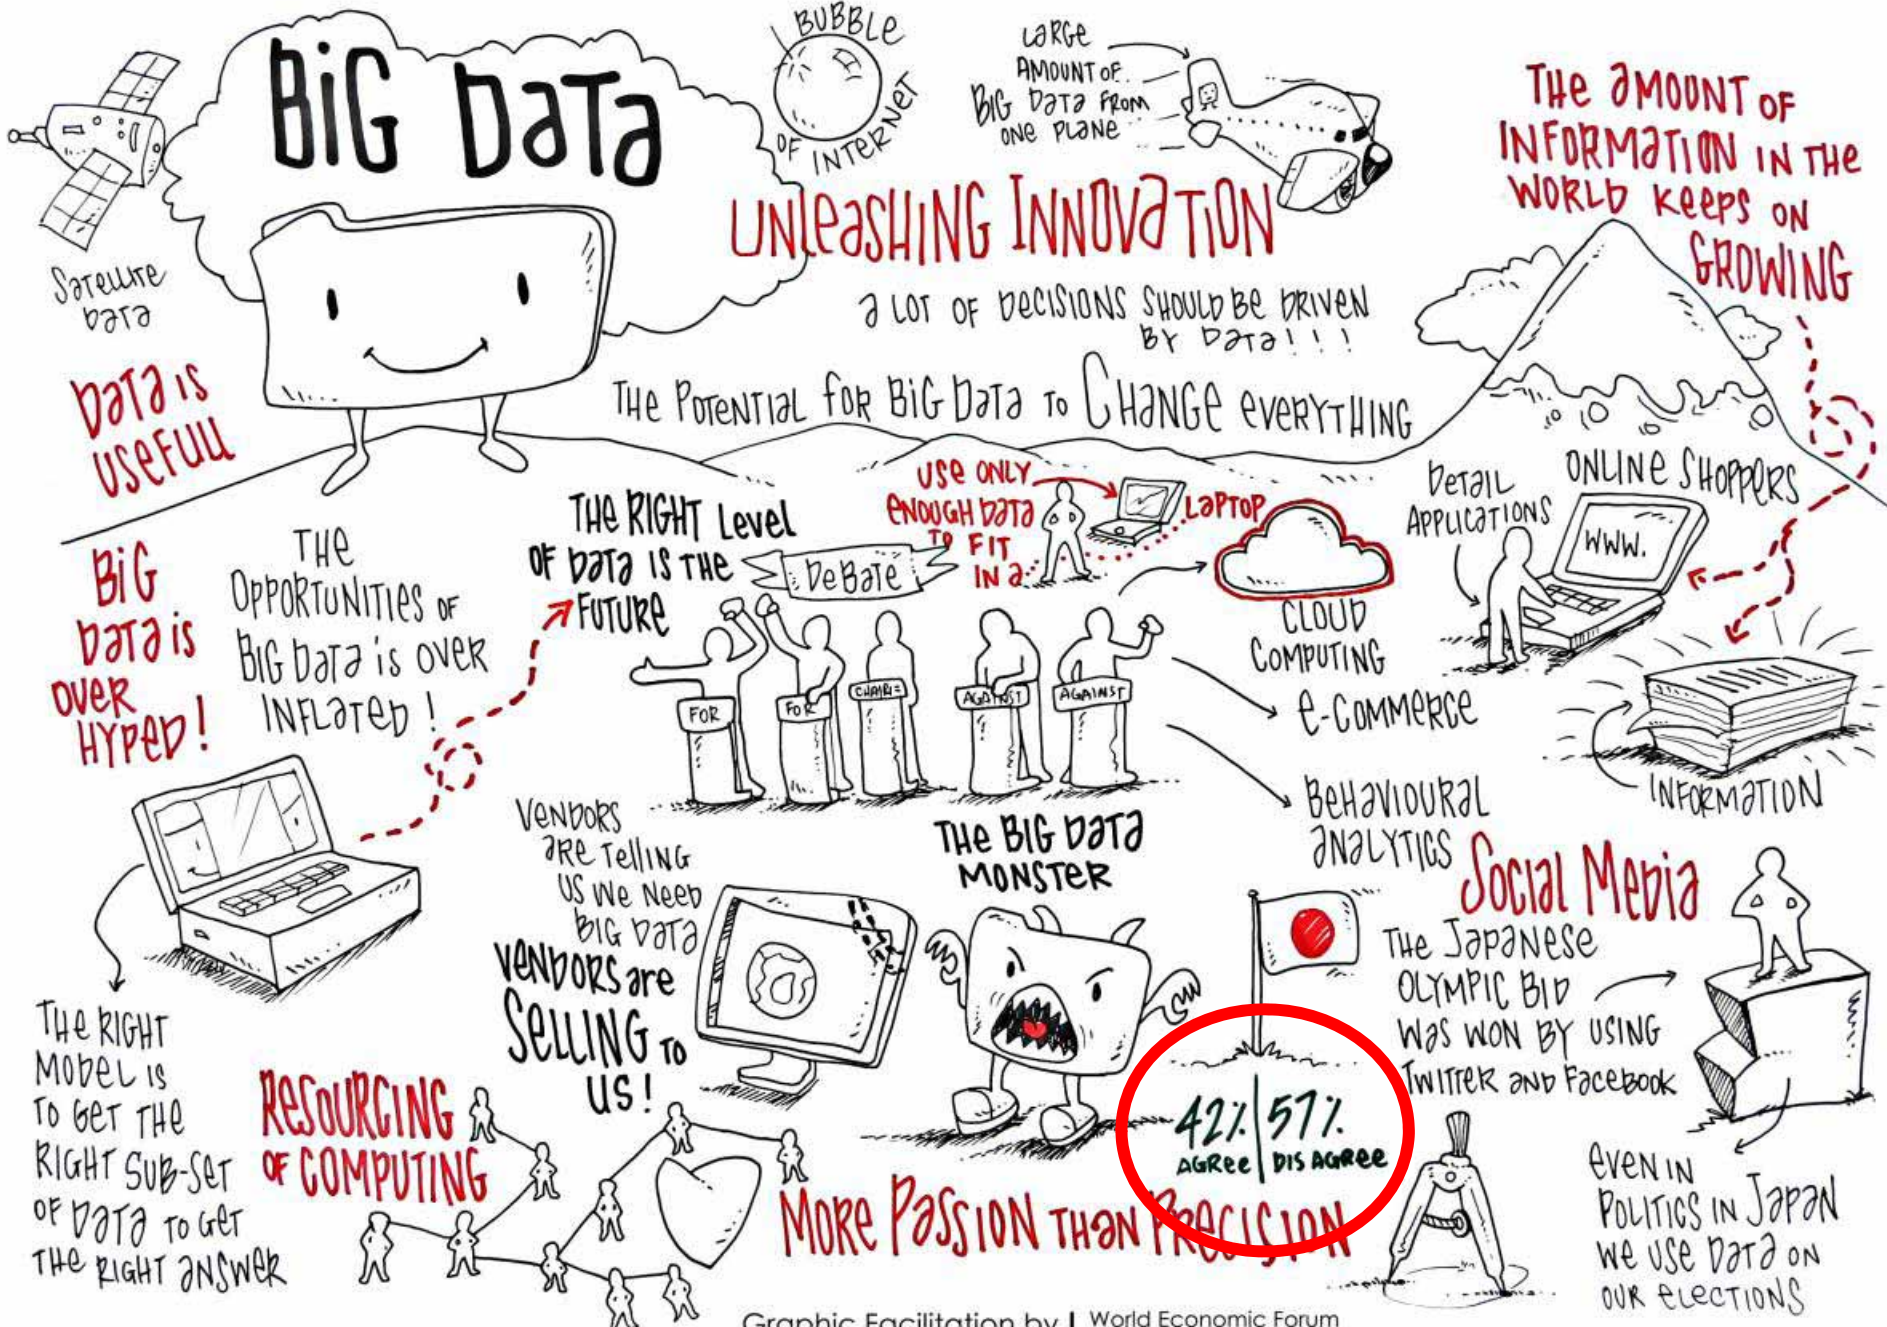 BIG DATA
BUBBLE
OF INTERNET
LARGE
AMOUNT OF
BIG DATA FROM
ONE PLANE
THE AMOUNT OF
INFORMATION IN THE
WORLD KEEPS ON
GROWING
UNLEASHING INNOVATION
SATELLITE
DATA
A LOT OF DECISIONS SHOULD BE DRIVEN
BY DATA!!!
DATA IS
USEFULL
THE POTENTIAL FOR BIG DATA TO CHANGE EVERYTHING
BIG
DATA IS
OVER
HYPED!
THE
OPPORTUNITIES OF
BIG DATA IS OVER
INFLATED!
THE RIGHT LEVEL
OF DATA IS THE
FUTURE
DEBATE
USE ONLY
ENOUGH DATA
TO FIT
IN A
LAPTOP
DETAIL
APPLICATIONS
ONLINE SHOPPERS
WWW.
FOR
FOR
AGAINST
AGAINST
CLOUD
COMPUTING
E-COMMERCE
BEHAVIOURAL
ANALYTICS
INFORMATION
VENDORS
ARE TELLING
US WE NEED
BIG DATA
VENDORS ARE
SELLING TO
US!
THE BIG DATA
MONSTER
SOCIAL MEDIA
THE JAPANESE
OLYMPIC BID
WAS WON BY USING
TWITTER AND FACEBOOK
THE RIGHT
MODEL IS
TO GET THE
RIGHT SUB-SET
OF DATA TO GET
THE RIGHT ANSWER
RESOURCING
OF COMPUTING
42% | 57%
AGREE | DISAGREE
MORE PASSION THAN PRECISION
EVEN IN
POLITICS IN JAPAN
WE USE DATA ON
OUR ELECTIONS
Graphic Facilitation by | World Economic Forum